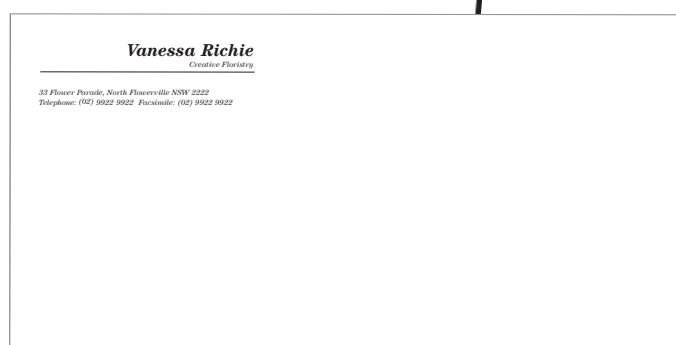 Vanessa Richie
Creative Floristry
33 Flower Parade, North Flowerville NSW 2222
Telephone: (02) 9922 9922 Facsimile: (02) 9922 9922